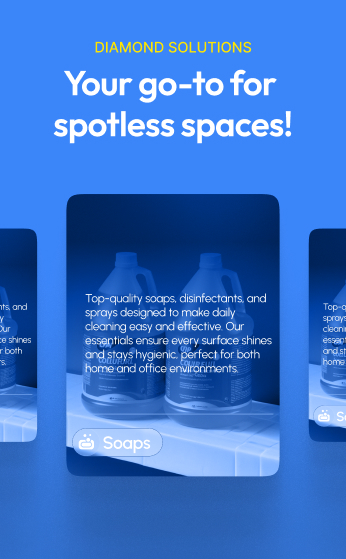 DIAMOND SOLUTIONS
Your go-to for
spotless spaces!
Top-quality soaps, disinfectants, and
sprays designed to make daily
cleaning easy and effective. Our
essentials ensure every surface shines
and stays hygienic, perfect for both
home and office environments.
Soaps